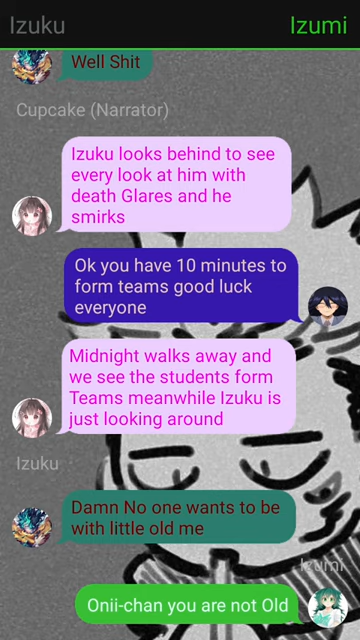 Izuku Izumi
Well Shit
Cupcake (Narrator)
Izuku looks behind to see
every look at him with
death Glares and he
smirks
Ok you have 10 minutes to
form teams good luck
everyone
Midnight walks away and
we see the students form
Teams meanwhile Izuku is
just looking around
Izuku
Damn No one wants to be
with little old me
Izumi
Onii-chan you are not Old